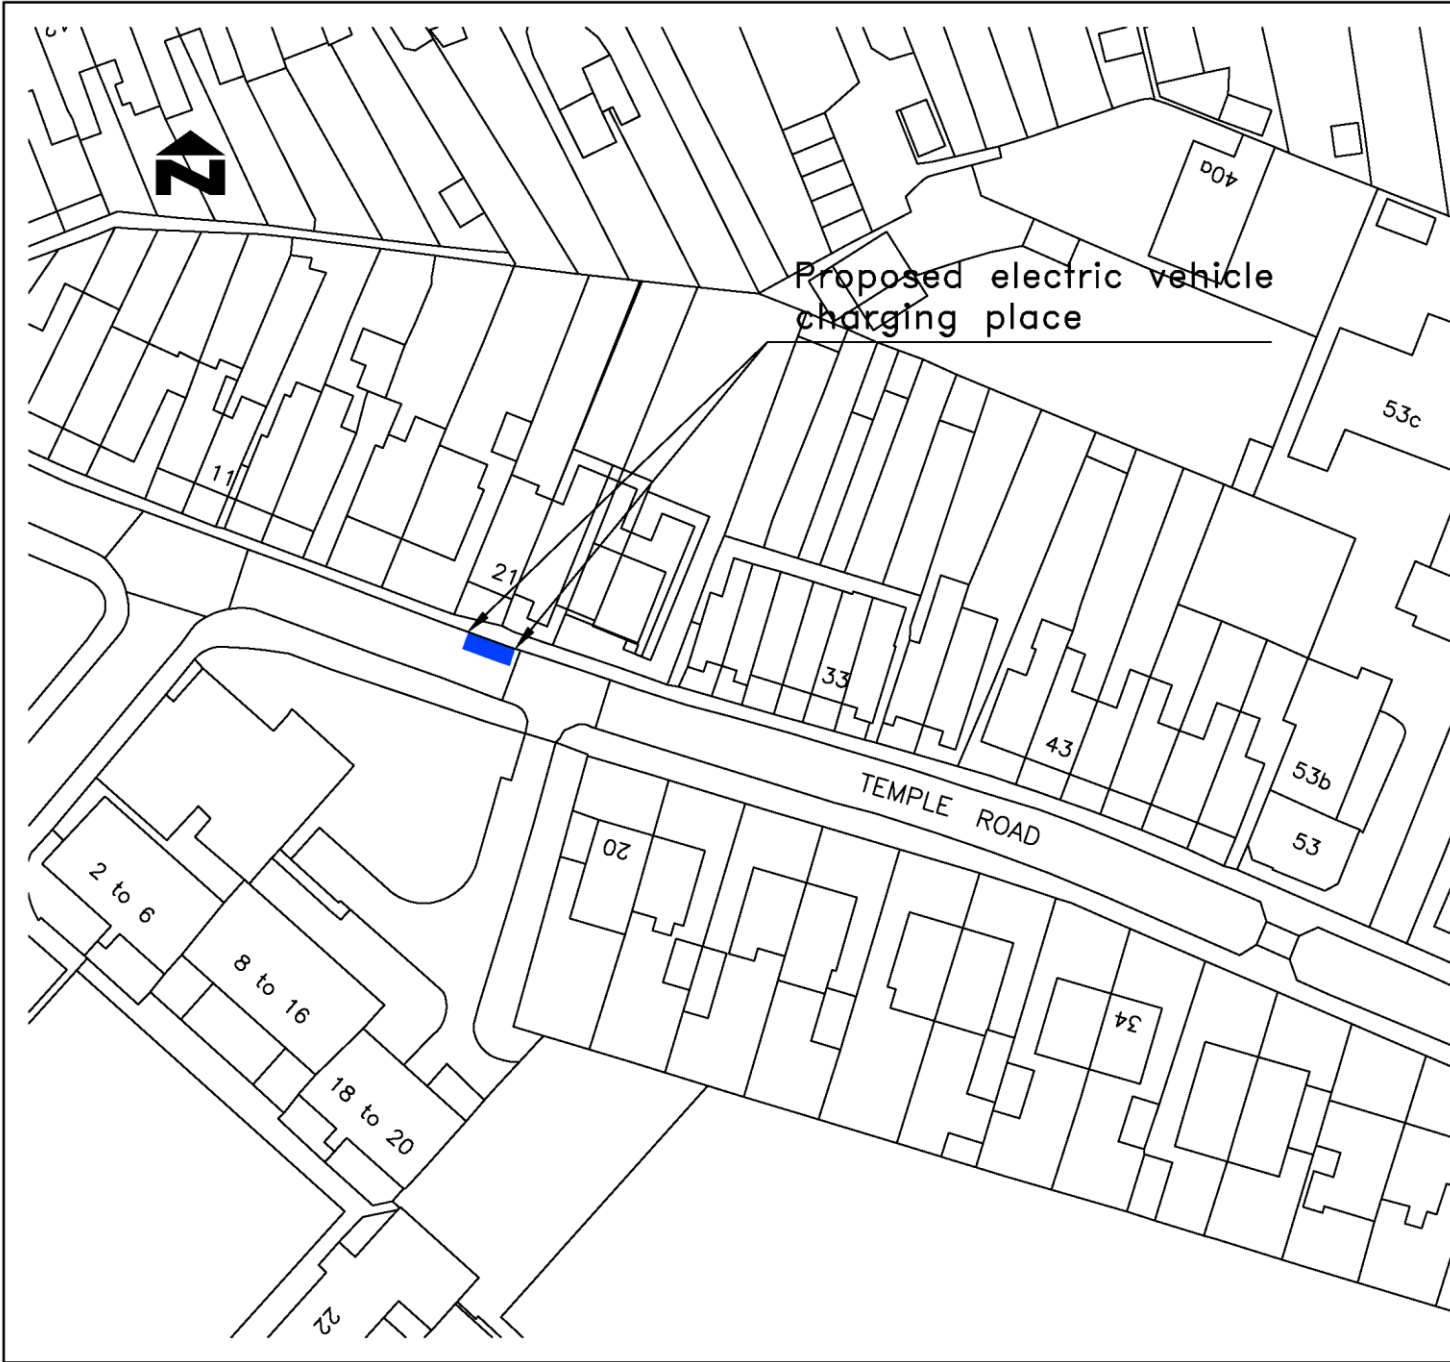 N
40a
Proposed electric vehicle
charging place
53c
11
21
33
43
53b
TEMPLE ROAD
53
20
2 to 6
8 to 16
34
18 to 20
22